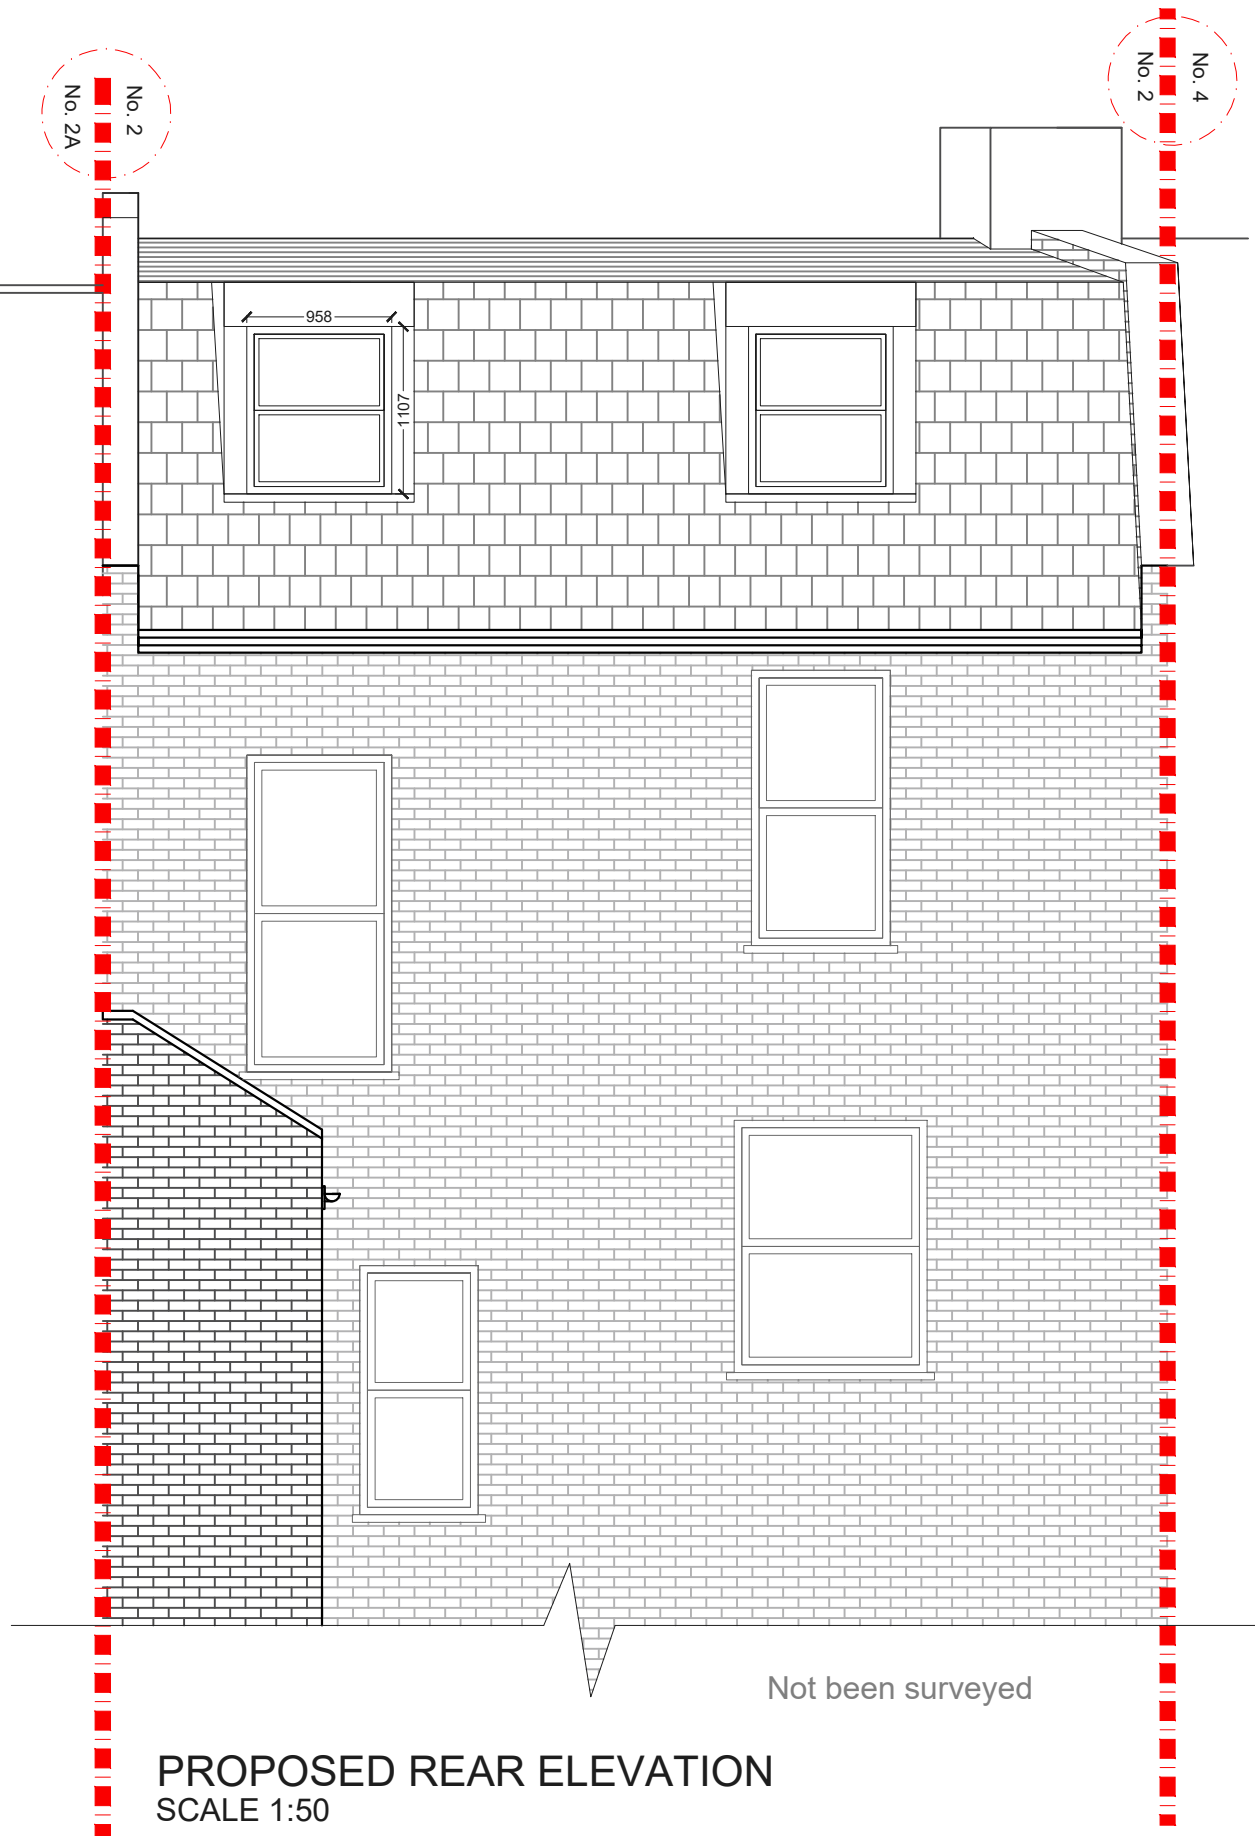 No. 2
No. 2A
No. 4
No. 2
958
1107
Not been surveyed
PROPOSED REAR ELEVATION
SCALE 1:50